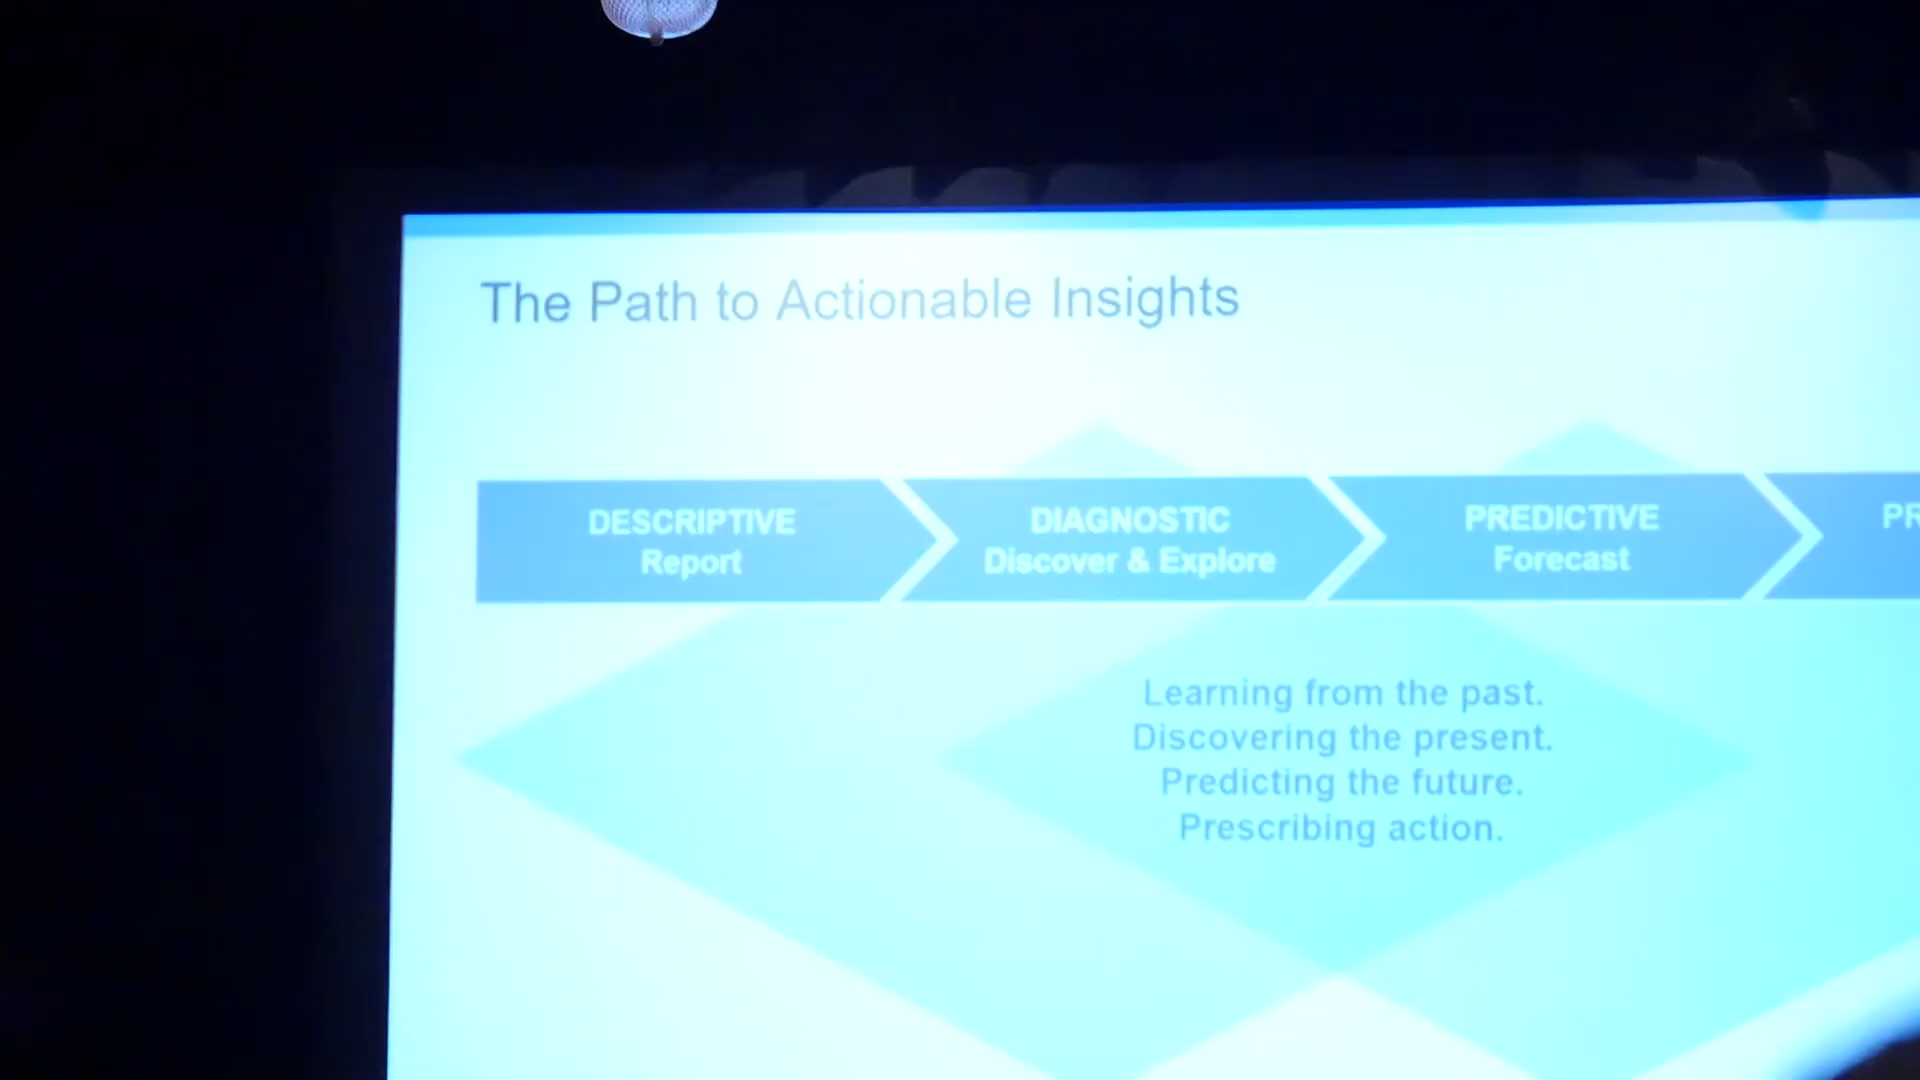 The Path to Actionable Insights
DESCRIPTIVE
Report
DIAGNOSTIC
Discover & Explore
PREDICTIVE
Forecast
PR
Learning from the past.
Discovering the present.
Predicting the future.
Prescribing action.